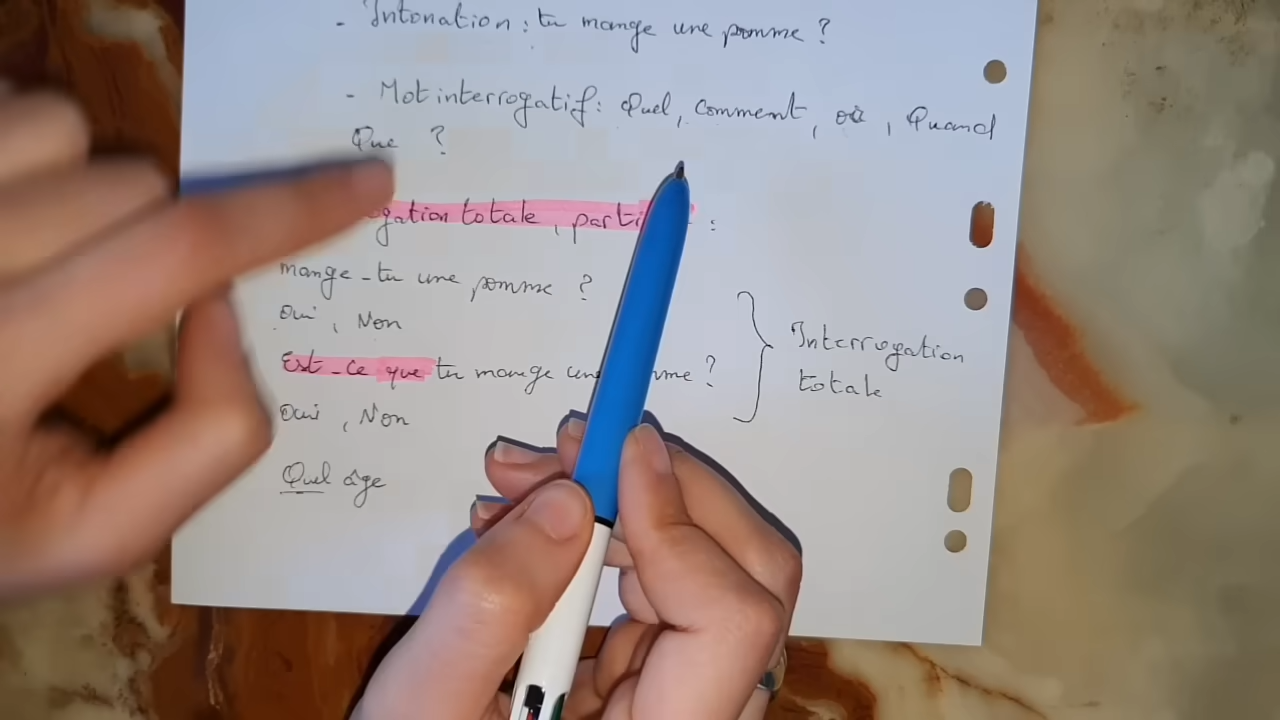 - Intonation : tu mange une pomme ?
- Mot interrogatif : Quel, comment, où, Quand
Que ?
gation totale, parti :
mange-tu une pomme ?
Oui, Non
Est-ce que tu mange une mme ?
Oui, Non
Interrogation
totale
Quel âge